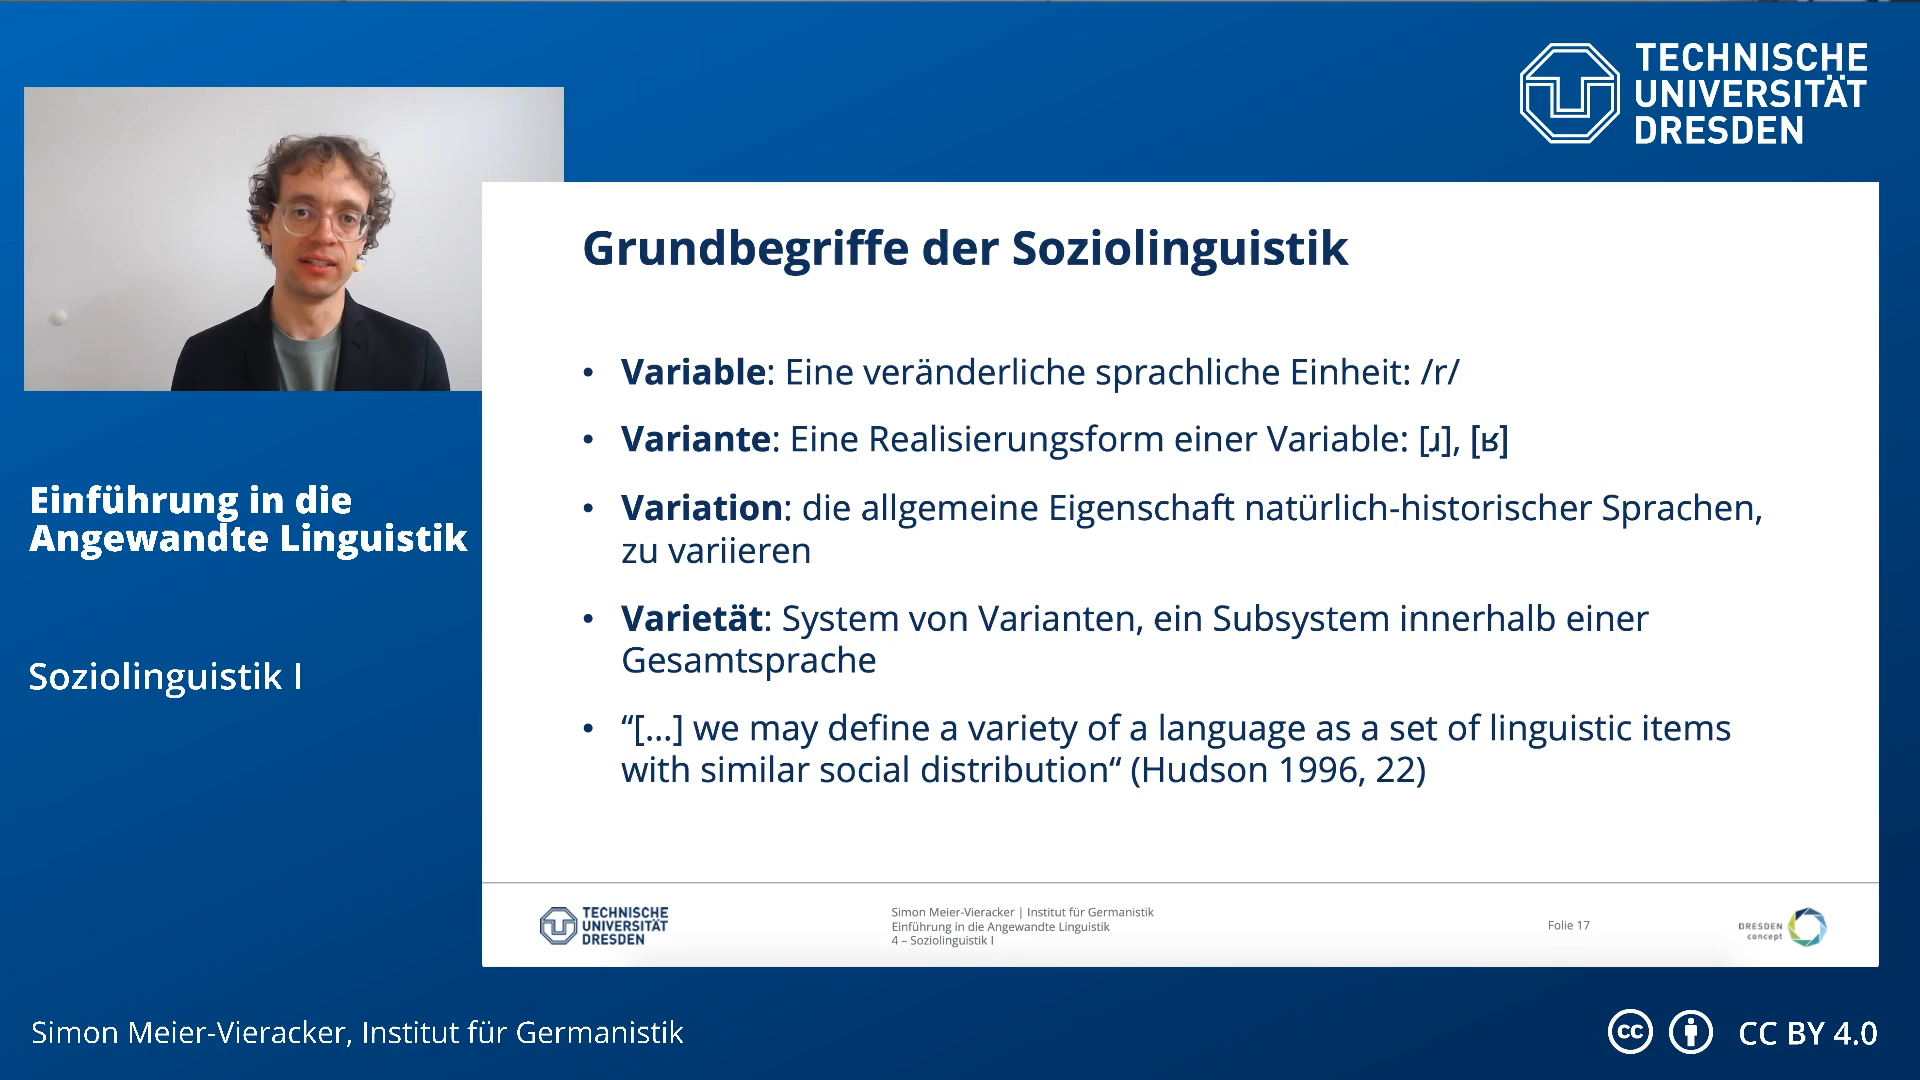 TECHNISCHE
UNIVERSITÄT
DRESDEN
Grundbegriffe der Soziolinguistik
• Variable: Eine veränderliche sprachliche Einheit: /r/
• Variante: Eine Realisierungsform einer Variable: [ɹ], [ʁ]
• Variation: die allgemeine Eigenschaft natürlich-historischer Sprachen,
zu variieren
• Varietät: System von Varianten, ein Subsystem innerhalb einer
Gesamtsprache
• “[…] we may define a variety of a language as a set of linguistic items
with similar social distribution“ (Hudson 1996, 22)
TECHNISCHE
UNIVERSITÄT
DRESDEN
Simon Meier-Vieracker | Institut für Germanistik
Einführung in die Angewandte Linguistik
4 – Soziolinguistik I
Folie 17
DRESDEN
concept
Einführung in die
Angewandte Linguistik
Soziolinguistik I
Simon Meier-Vieracker, Institut für Germanistik
cc
CC BY 4.0